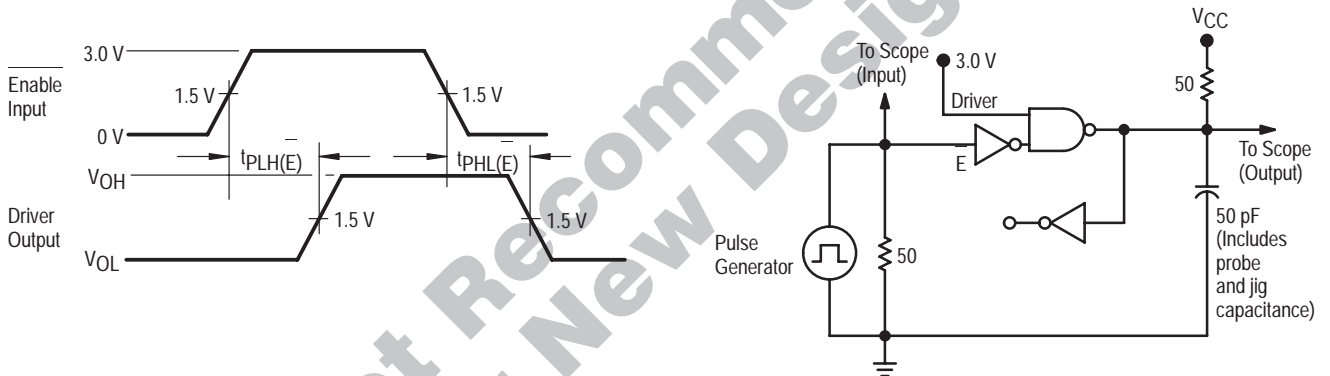 Enable
Input
3.0 V
1.5 V
1.5 V
0 V
tPLH(E)
tPHL(E)
Driver
Output
VOH
1.5 V
1.5 V
VOL
To Scope
(Input)
3.0 V
Driver
E
Pulse
Generator
50
VCC
50
To Scope
(Output)
50 pF
(Includes
probe
and jig
capacitance)
New Desig